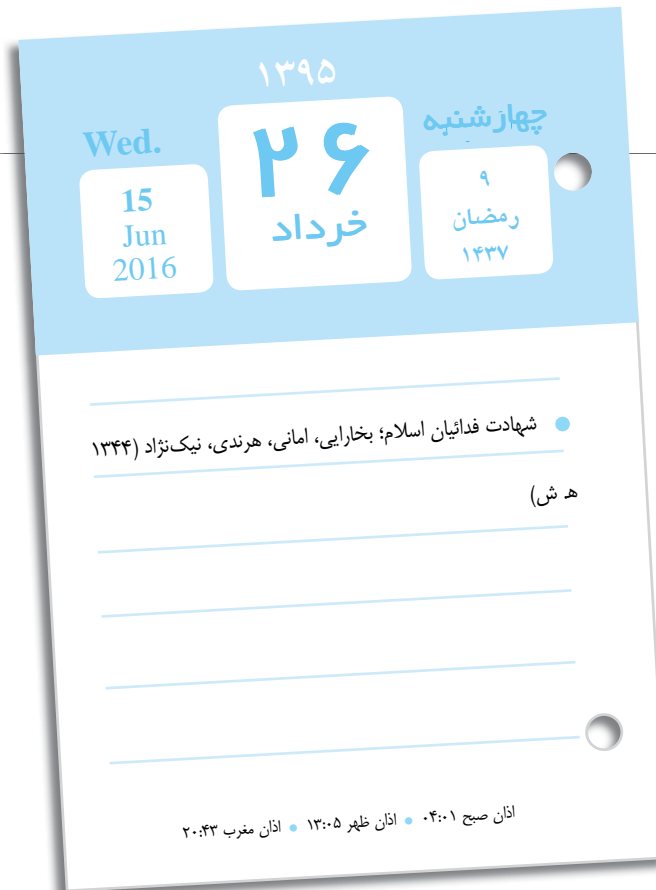 ۱۳۹۵
چهارشنبه
۹
رمضان
۱۴۳۷
۲۶
خرداد
Wed.
15
Jun
2016
شهادت فدائیان اسلام؛ بخارایی، امانی، هرندی، نیک‌نژاد (۱۳۴۴
هـ ش)
اذان صبح ۰۴:۰۱ ● اذان ظهر ۱۳:۰۵ ● اذان مغرب ۲۰:۴۳